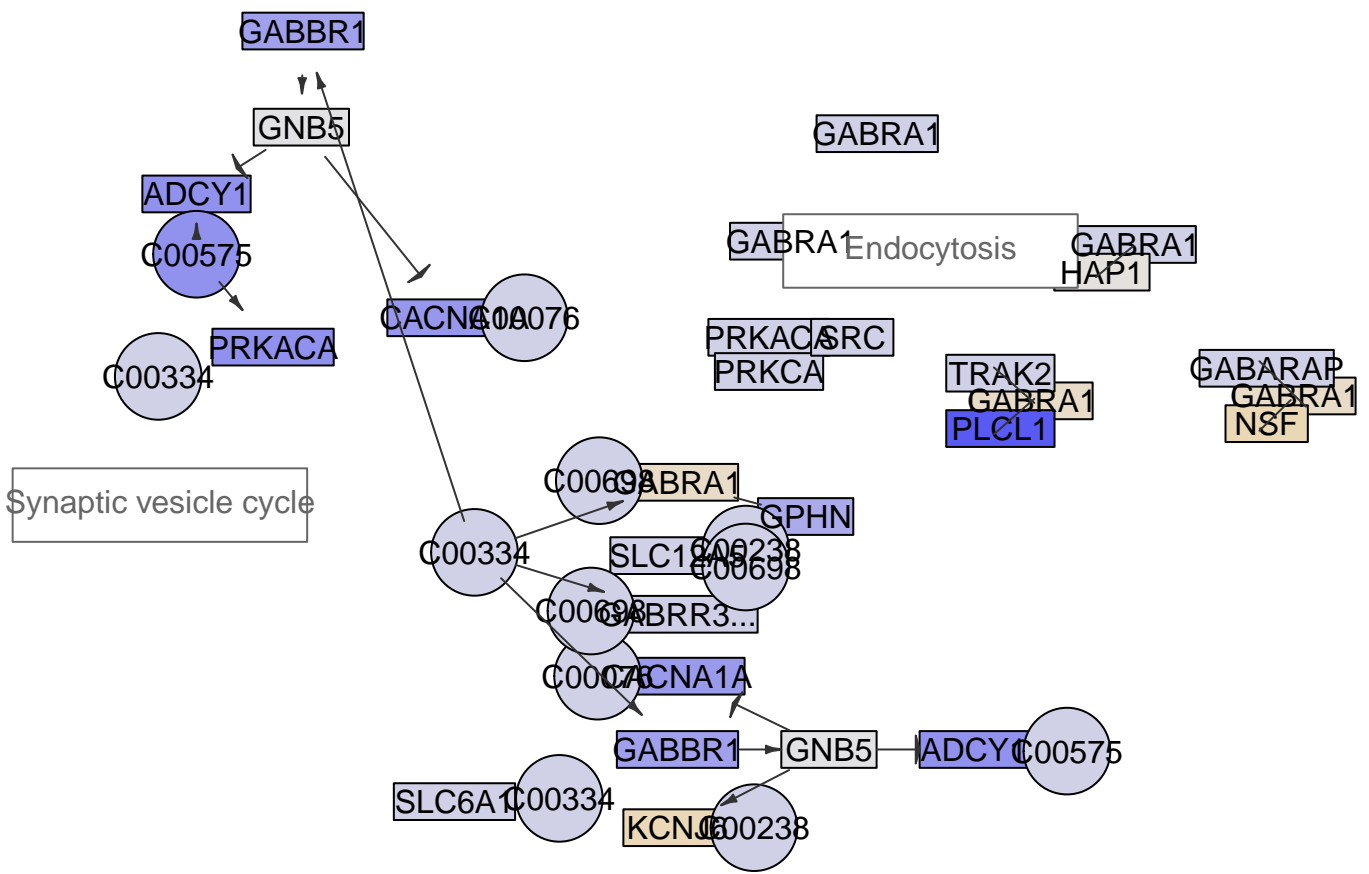 GABBR1
GNB5
GABRA1
ADCY1
C00575
GABRA1
Endocytosis
GABRA1
HAP1
CACNA1A
C00076
PRKACA
C00334
PRKACA
SRC
PRKCA
TRAK2
GABRA1
PLCL1
GABARAP
GABRA1
NSF
Synaptic vesicle cycle
C00698
GABRA1
GPHN
C00334
SLC12A5
C00238
C00698
C00698
GABRR3...
C00076
CACNA1A
GABBR1
GNB5
ADCY1
C00575
SLC6A1
C00334
KCNJ6
C00238